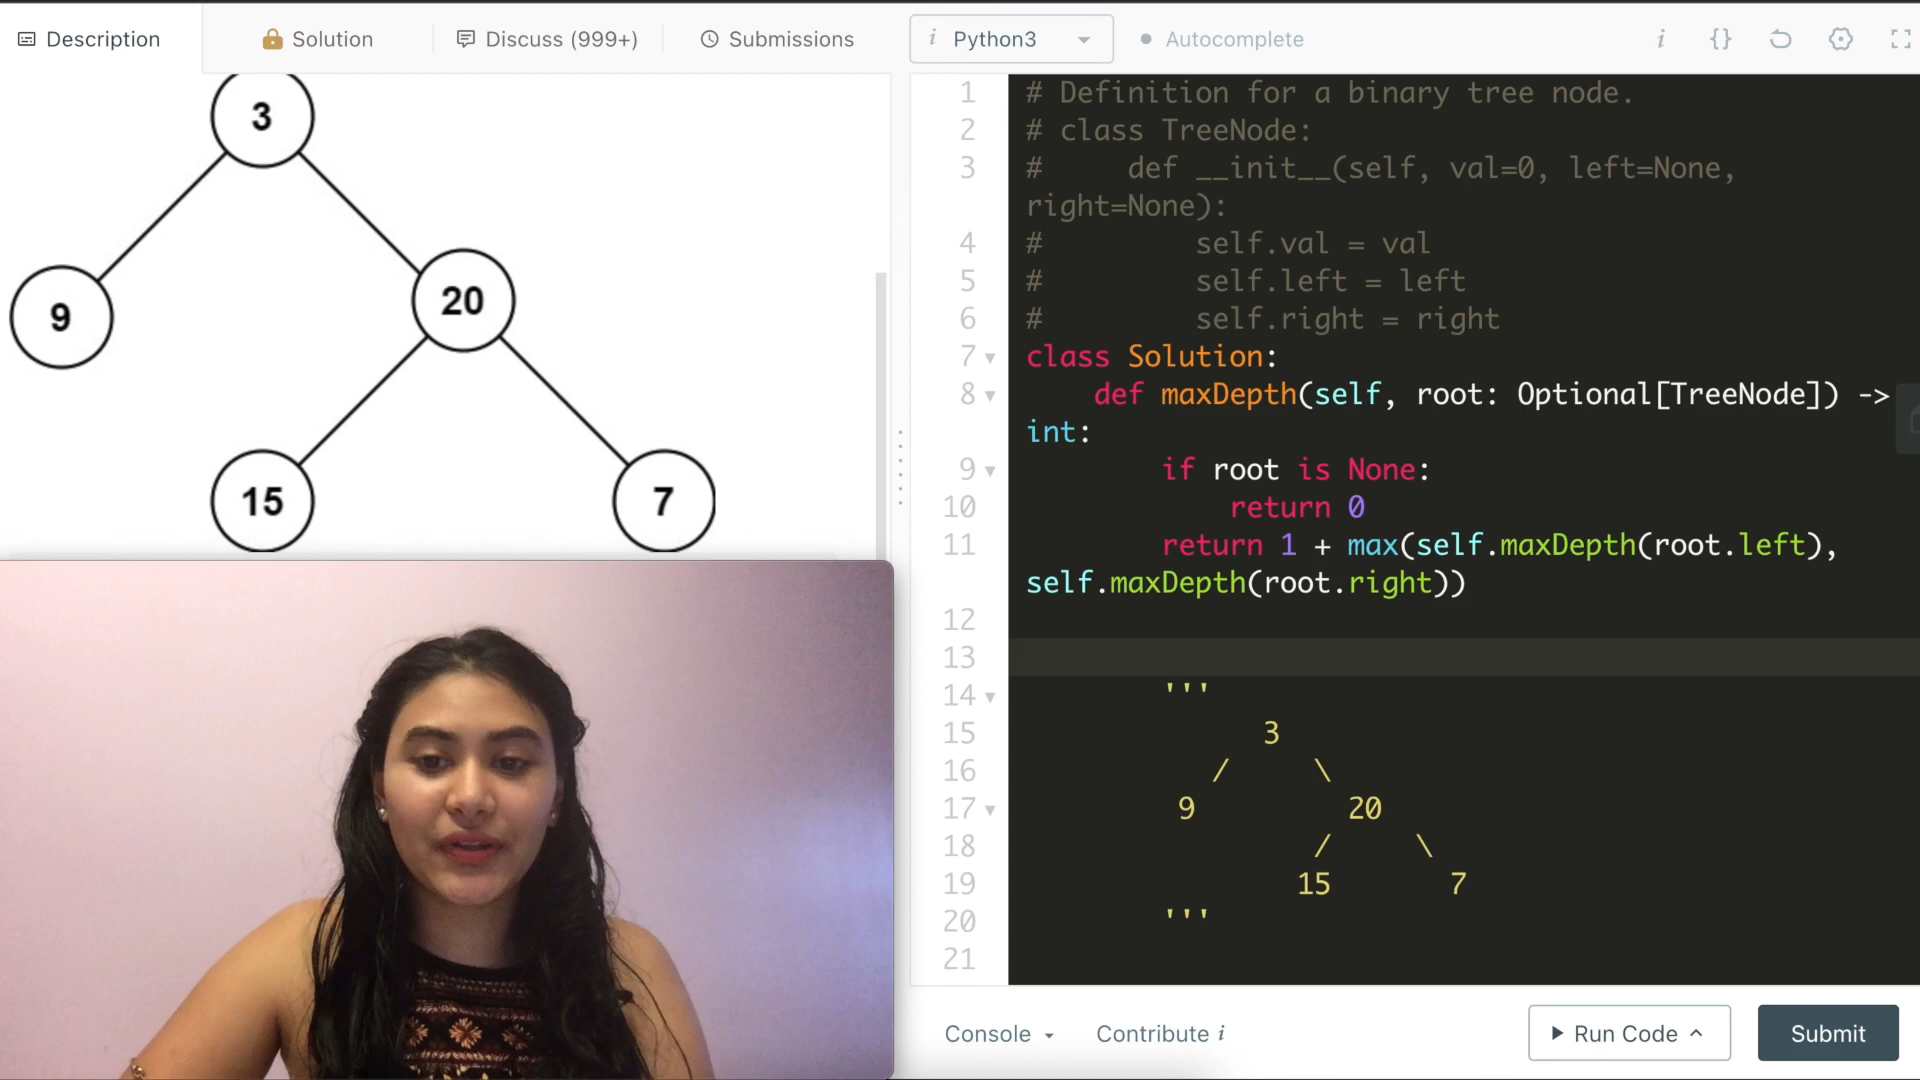 Description
Solution
Discuss (999+)
Submissions
i Python3
Autocomplete
i {}
3
9
20
15
7
1 # Definition for a binary tree node.
2 # class TreeNode:
3 #     def __init__(self, val=0, left=None,
right=None):
4 #         self.val = val
5 #         self.left = left
6 #         self.right = right
7 class Solution:
8     def maxDepth(self, root: Optional[TreeNode]) ->
int:
9         if root is None:
10             return 0
11         return 1 + max(self.maxDepth(root.left),
self.maxDepth(root.right))
12
13
14         '''
15               3
16            /     \
17          9         20
18                  /     \
19                 15       7
20         '''
21
Console
Contribute i
Run Code
Submit